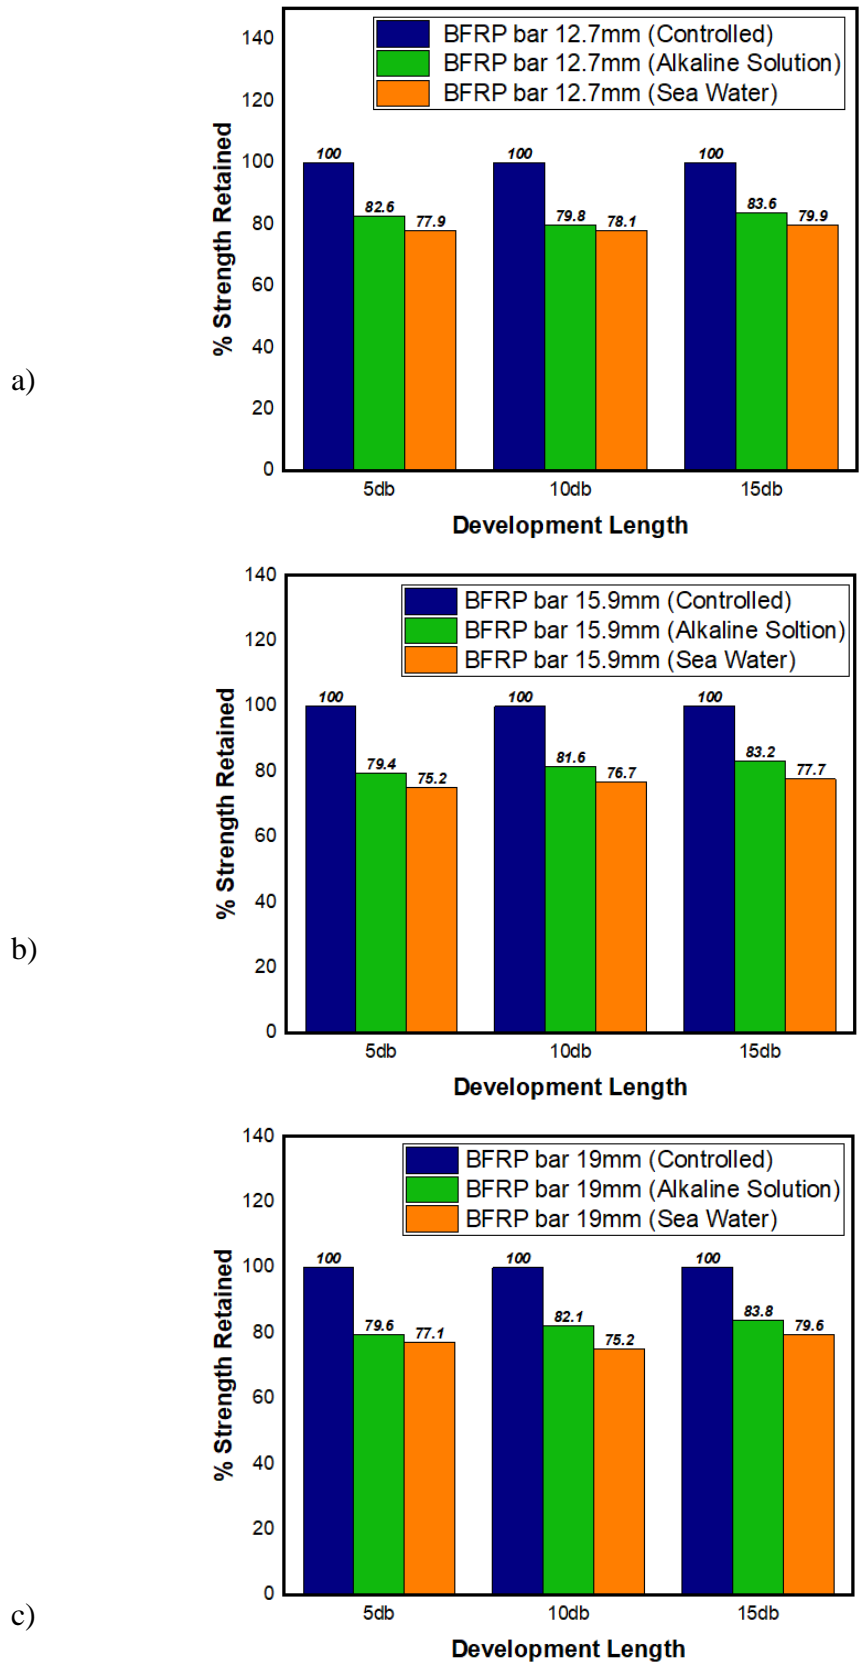 a)
% Strength Retained
140
120
100
80
60
40
20
0
BFRP bar 12.7mm (Controlled)
BFRP bar 12.7mm (Alkaline Solution)
BFRP bar 12.7mm (Sea Water)
100 82.6 77.9
100 79.8 78.1
100 83.6 79.9
5db 10db 15db
Development Length
b)
% Strength Retained
140
120
100
80
60
40
20
0
BFRP bar 15.9mm (Controlled)
BFRP bar 15.9mm (Alkaline Soltion)
BFRP bar 15.9mm (Sea Water)
100 79.4 75.2
100 81.6 76.7
100 83.2 77.7
5db 10db 15db
Development Length
c)
% Strength Retained
140
120
100
80
60
40
20
0
BFRP bar 19mm (Controlled)
BFRP bar 19mm (Alkaline Solution)
BFRP bar 19mm (Sea Water)
100 79.6 77.1
100 82.1 75.2
100 83.8 79.6
5db 10db 15db
Development Length